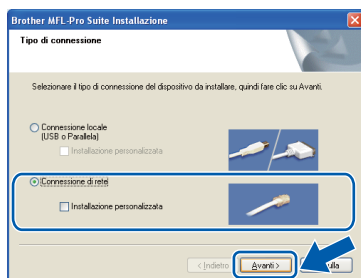 Brother MFL-Pro Suite Installazione
Tipo di connessione
Selezionare il tipo di connessione del dispositivo da installare, quindi fare clic su Avanti.
Connessione locale
(USB o Parallela)
Installazione personalizzata
Connessione di rete
Installazione personalizzata
< Indietro Avanti >